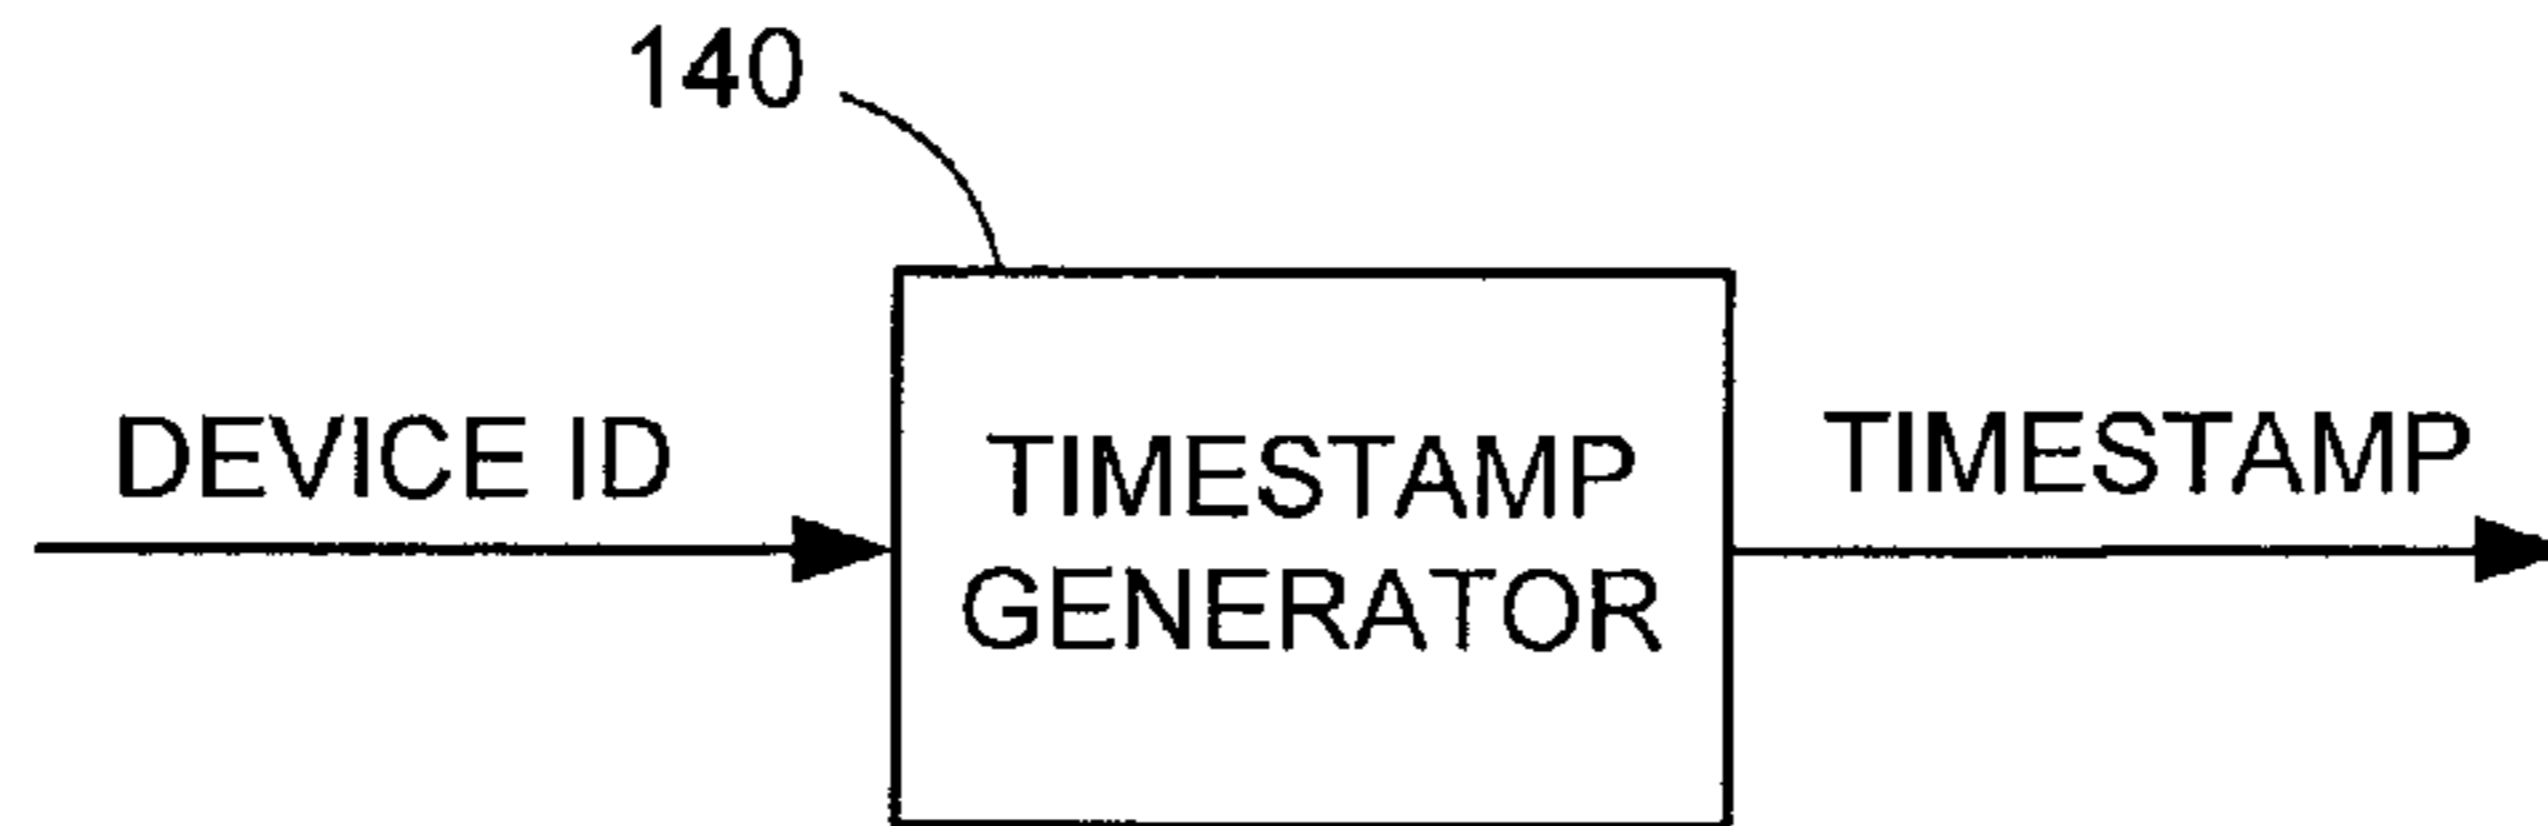 140
DEVICE ID
TIMESTAMP
GENERATOR
TIMESTAMP